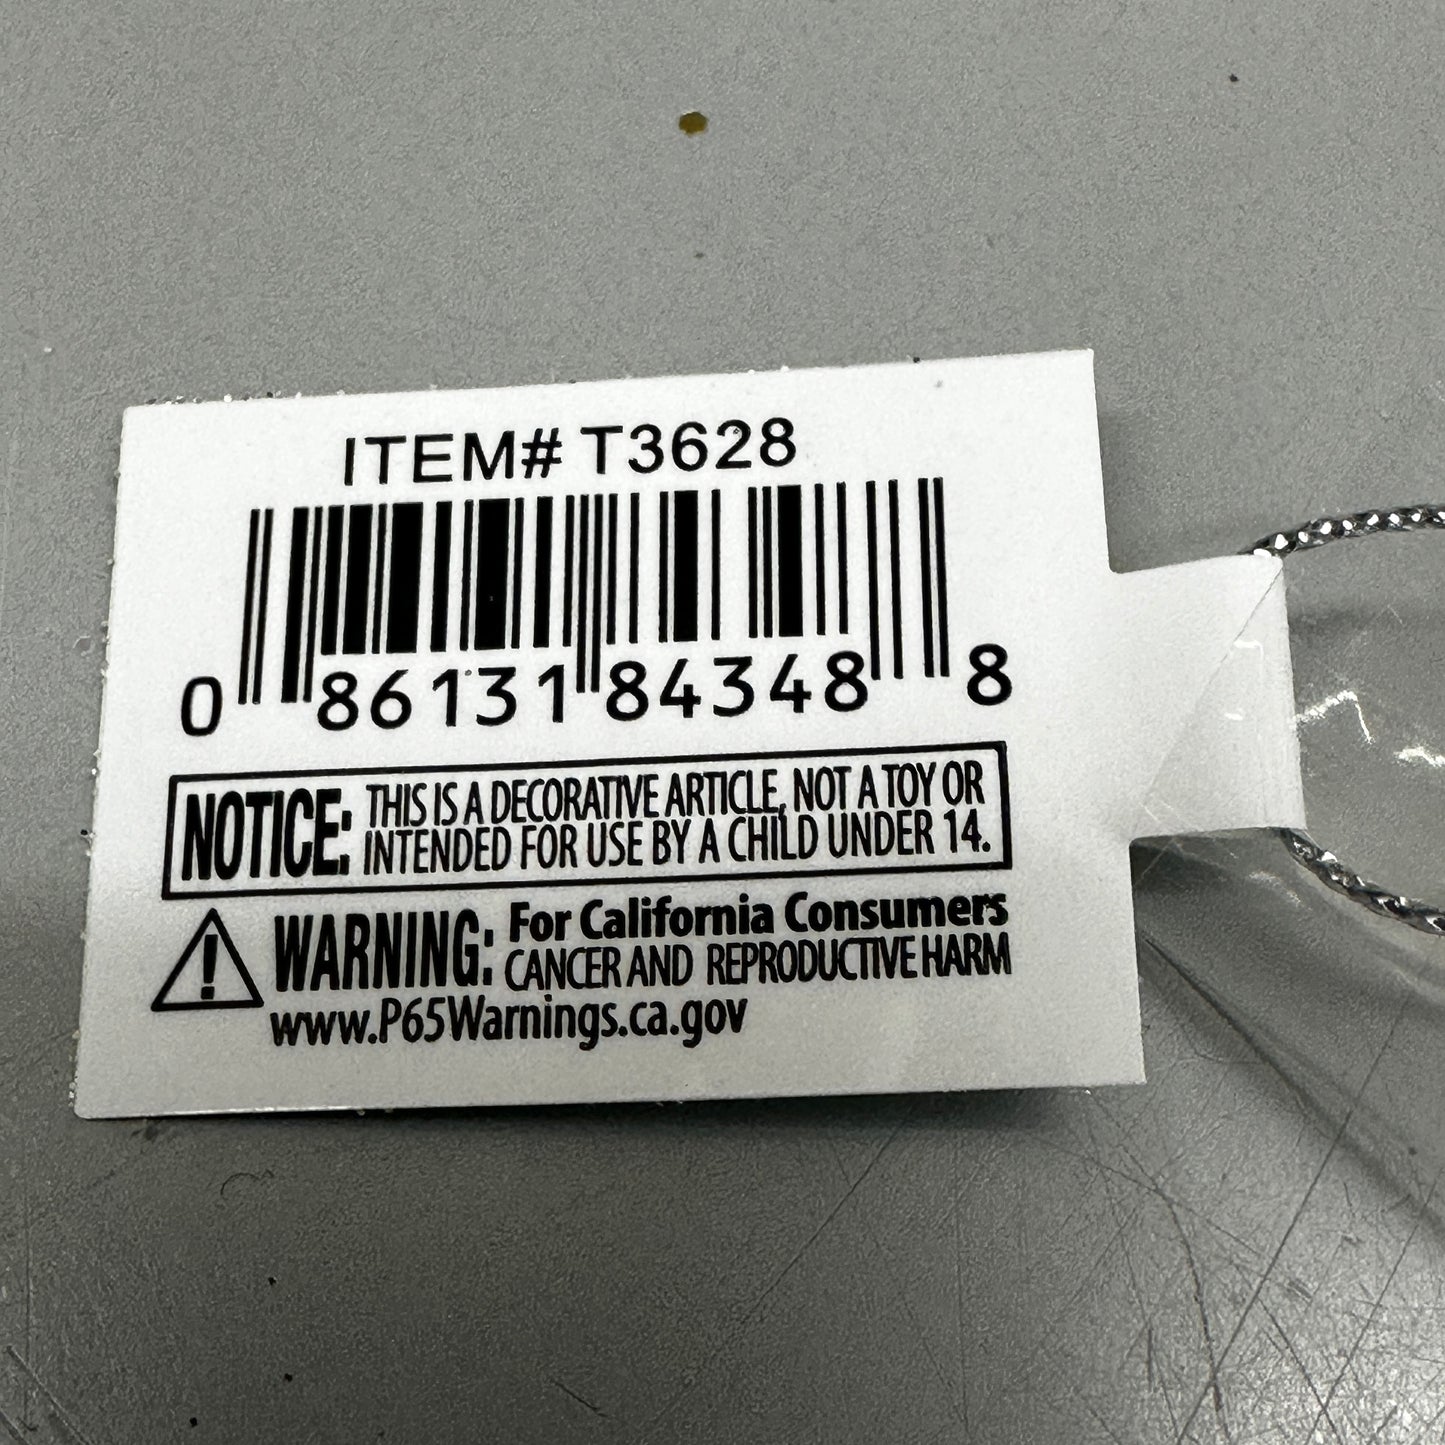 ITEM# T3628
0 86131 84348 8
NOTICE: THIS IS A DECORATIVE ARTICLE, NOT A TOY OR
INTENDED FOR USE BY A CHILD UNDER 14.
WARNING: For California Consumers
CANCER AND REPRODUCTIVE HARM
www.P65Warnings.ca.gov